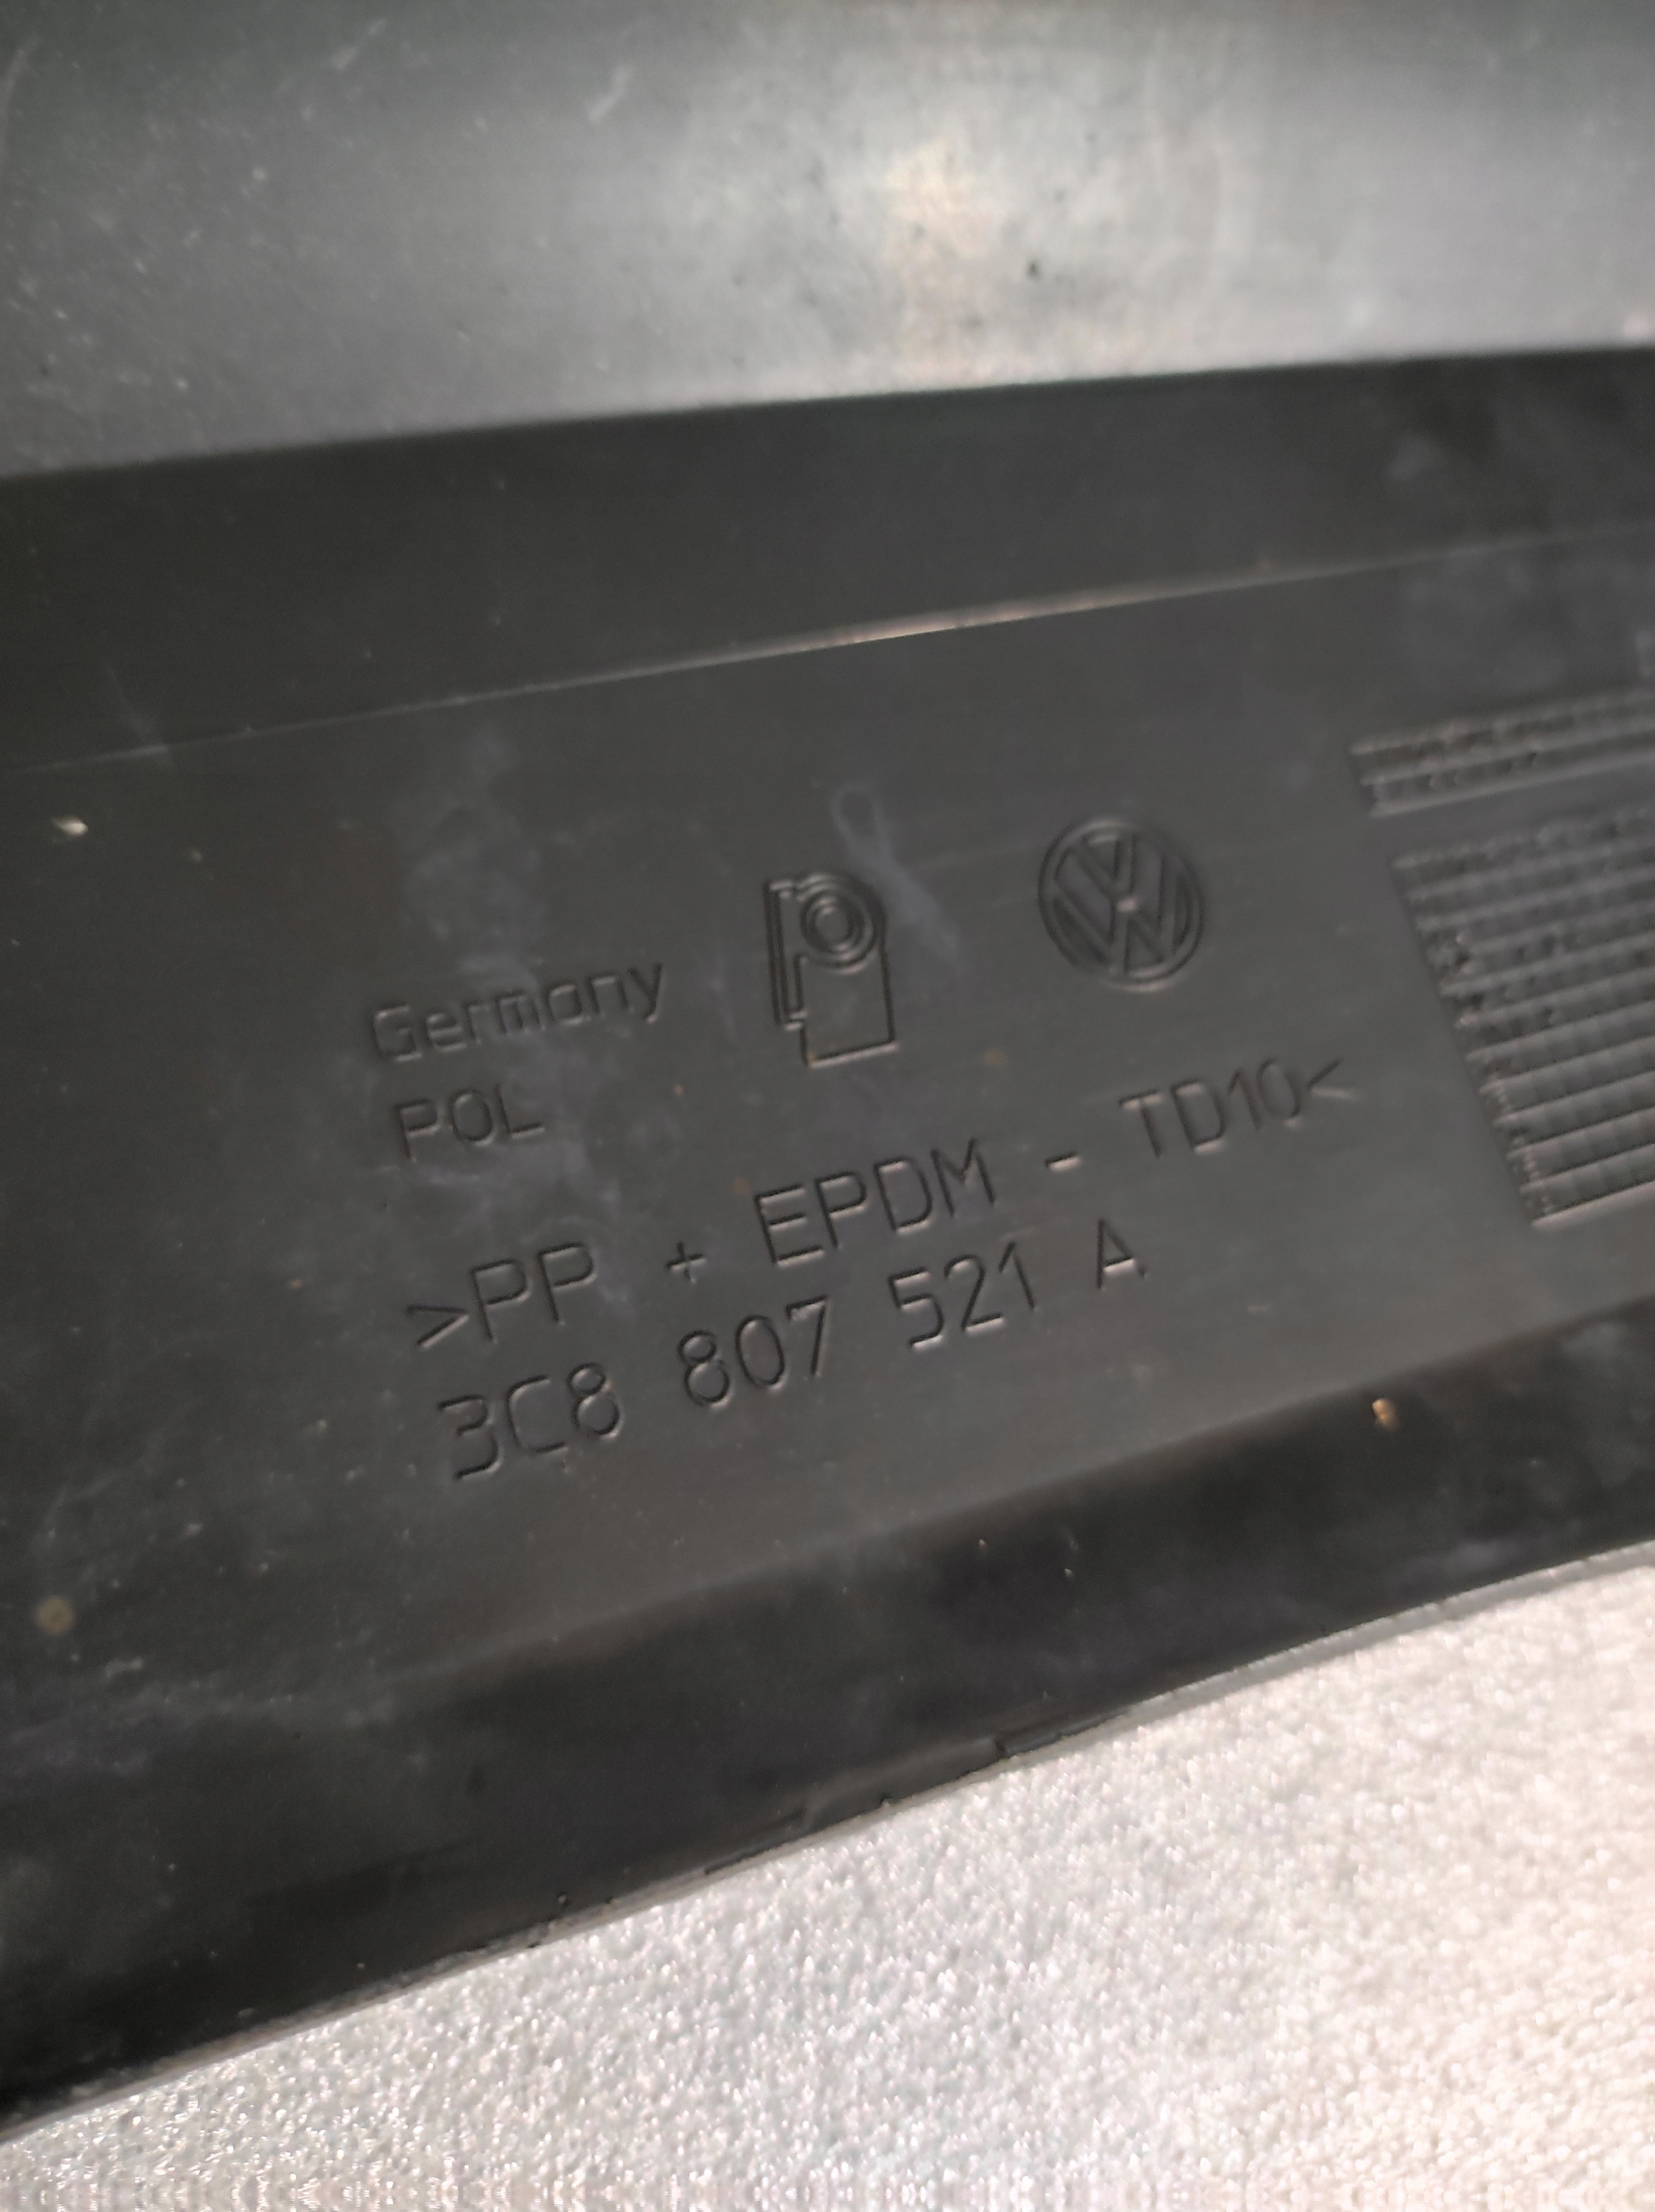 Germany
POL
>PP + EPDM - TD10<
3C8 807 521 A